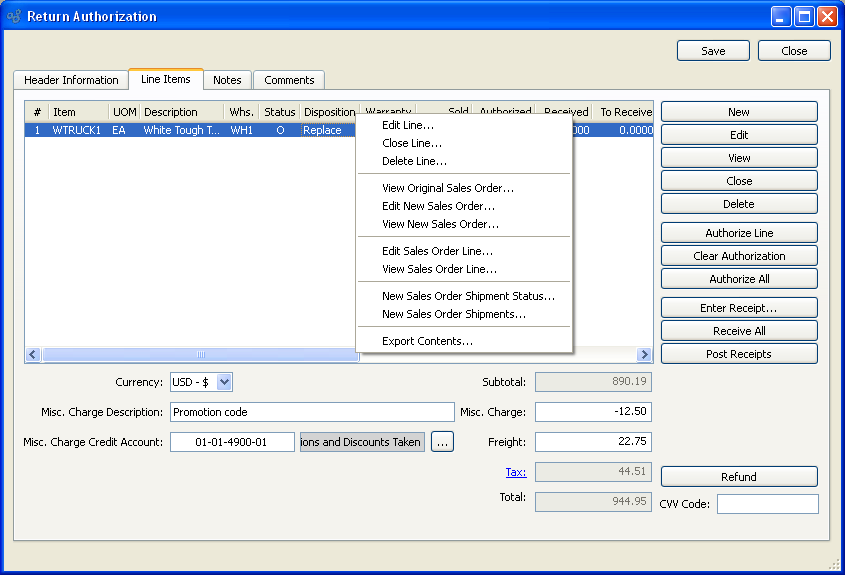 Return Authorization
Save Close
Header Information Line Items Notes Comments
# Item UOM Description Whs. Status Disposition Warranty Sold Authorized Received To Receive
1 WTRUCK1 EA White Tough T... WH1 O Replace 000 0.0000
Edit Line...
Close Line...
Delete Line...
View Original Sales Order...
Edit New Sales Order...
View New Sales Order...
Edit Sales Order Line...
View Sales Order Line...
New Sales Order Shipment Status...
New Sales Order Shipments...
Export Contents...
New
Edit
View
Close
Delete
Authorize Line
Clear Authorization
Authorize All
Enter Receipt...
Receive All
Post Receipts
Currency: USD - $ Subtotal: 890.19
Misc. Charge Description: Promotion code Misc. Charge: -12.50
Misc. Charge Credit Account: 01-01-4900-01 ions and Discounts Taken ... Freight: 22.75
Tax: 44.51
Refund
Total: 944.95
CVV Code: